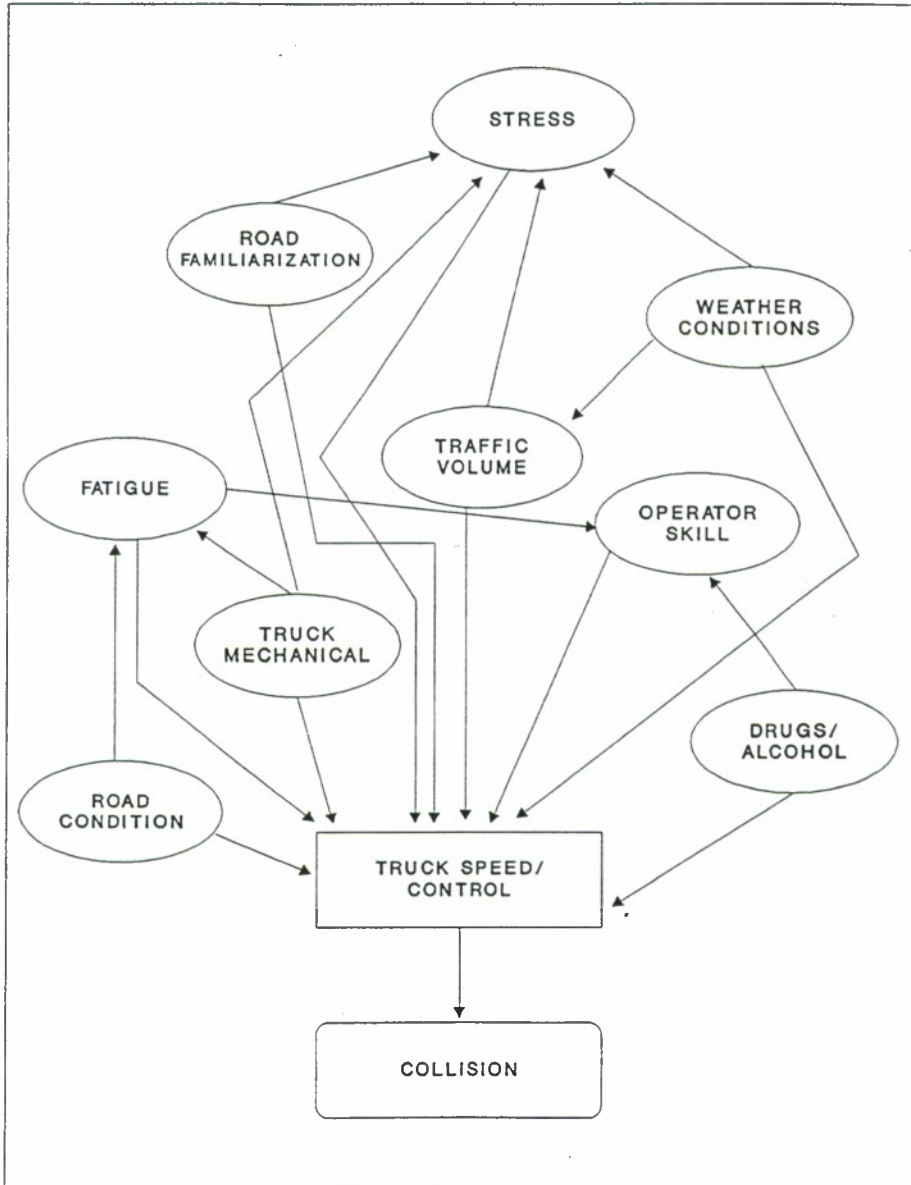 STRESS
ROAD
FAMILIARIZATION
WEATHER
CONDITIONS
TRAFFIC
VOLUME
FATIGUE
OPERATOR
SKILL
TRUCK
MECHANICAL
DRUGS/
ALCOHOL
ROAD
CONDITION
TRUCK SPEED/
CONTROL
COLLISION